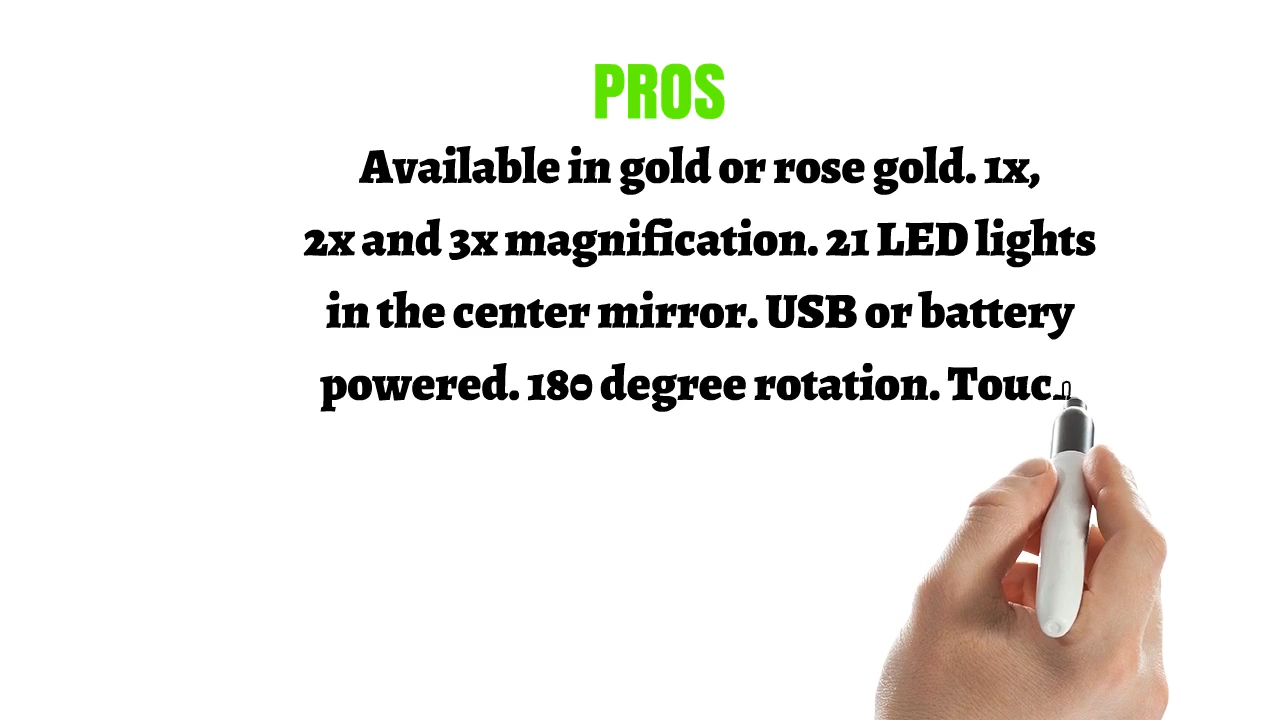 PROS
Available in gold or rose gold. 1x,
2x and 3x magnification. 21 LED lights
in the center mirror. USB or battery
powered. 180 degree rotation. Touc